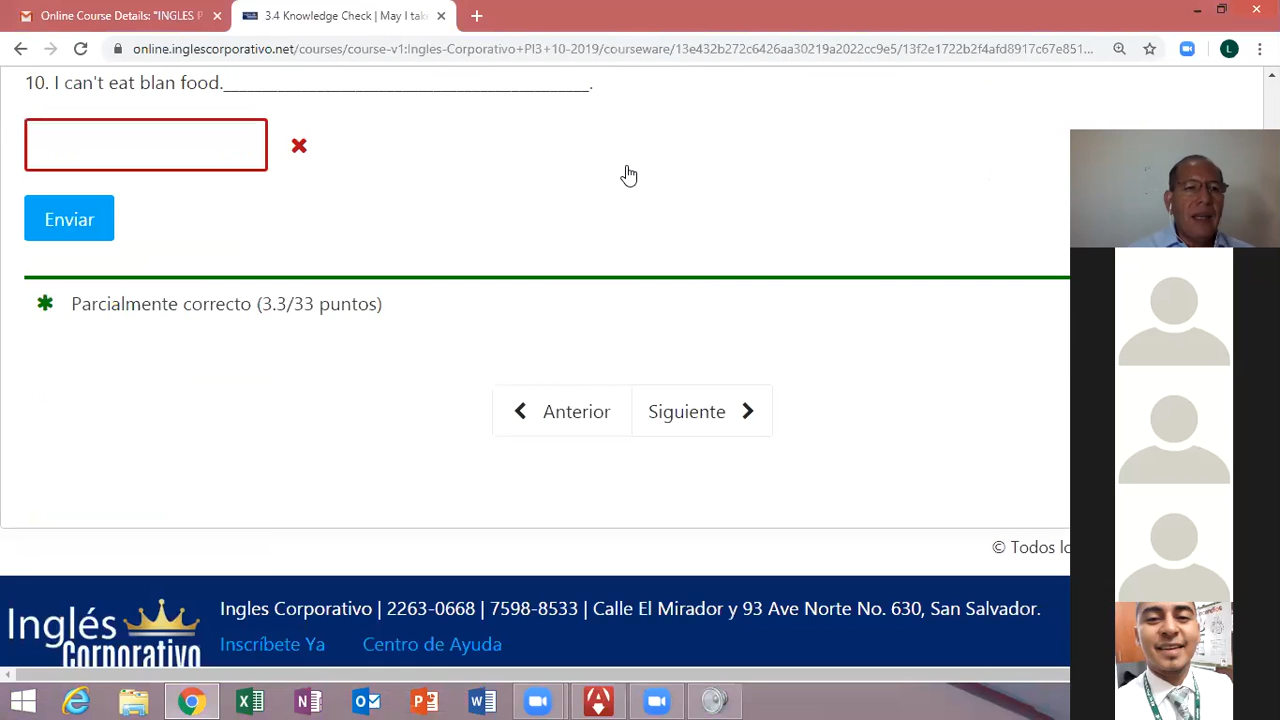 Online Course Details: "INGLES P
3.4 Knowledge Check | May I take
online.inglescorporativo.net/courses/course-v1:Ingles-Corporativo+PI3+10-2019/courseware/13e432b272c6426aa30219a2022cc9e5/13f2e1722b2f4afd8917c67e851...
L
10. I can't eat blan food.________________________________________.
Enviar
Parcialmente correcto (3.3/33 puntos)
Anterior
Siguiente
© Todos lo
Inglés
Corporativo
Ingles Corporativo | 2263-0668 | 7598-8533 | Calle El Mirador y 93 Ave Norte No. 630, San Salvador.
Inscríbete Ya
Centro de Ayuda